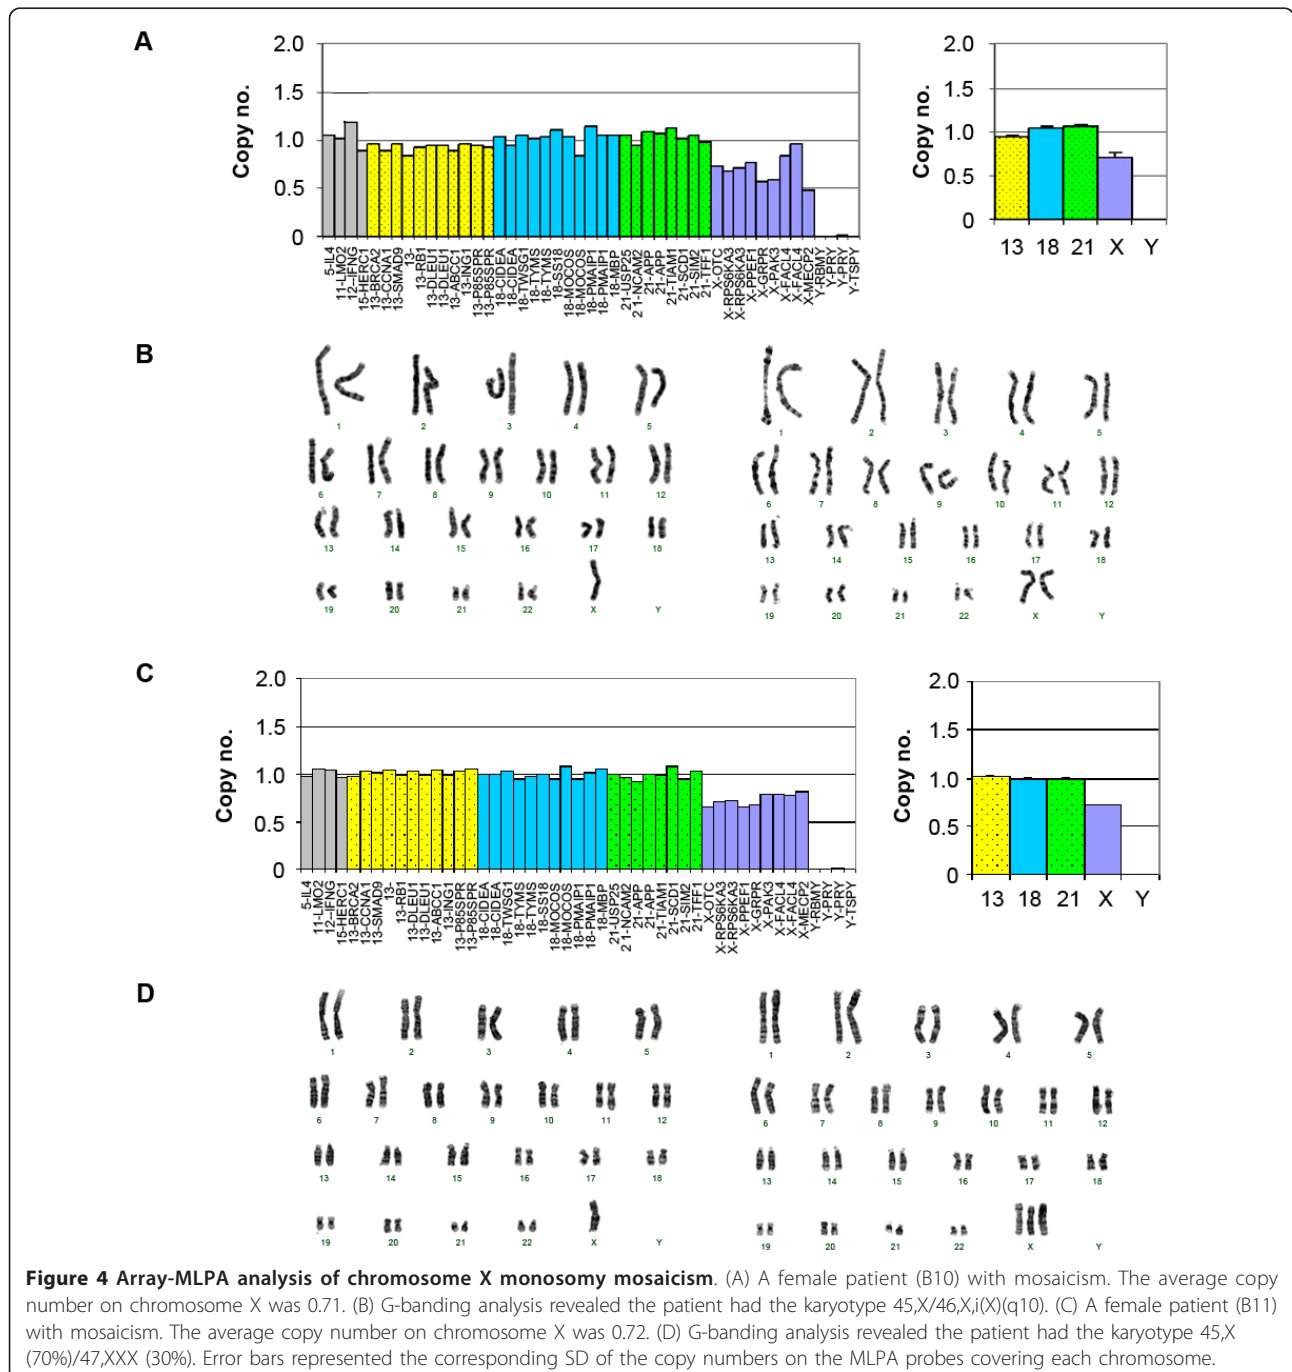 A
2.0
1.5
1.0
0.5
0
Copy no.
5-IL4
11-LMO2
12-IFNG
15-HERC1
13-BRCA2
13-CCNA1
13-SMAD9
13-
13-RB1
13-DLEU1
13-DLEU1
13-ABCC1
13-ING1
13-P85SPR
13-P85SPR
18-CIDEA
18-CIDEA
18-TWSG1
18-TYMS
18-TYMS
18-SS18
18-MOCOS
18-MOCOS
18-PMAIP1
18-PMAIP1
18-MBP
21-USP25
21-NCAM2
21-APP
21-APP
21-TIAM1
21-SCD1
21-SIM2
21-TFF1
X-OTC
X-RPS6KA3
X-RPS6KA3
X-PPEF1
X-GRPR
X-PAK3
X-FACL4
X-FACL4
X-MECP2
Y-RBMY
Y-PRY
Y-PRY
Y-TSPY
2.0
1.5
1.0
0.5
0
Copy no.
13 18 21 X Y
B
1 2 3 4 5
6 7 8 9 10 11 12
13 14 15 16 17 18
19 20 21 22 X Y
1 2 3 4 5
6 7 8 9 10 11 12
13 14 15 16 17 18
19 20 21 22 X Y
C
2.0
1.5
1.0
0.5
0
Copy no.
5-IL4
11-LMO2
12-IFNG
15-HERC1
13-BRCA2
13-CCNA1
13-SMAD9
13-
13-RB1
13-DLEU1
13-DLEU1
13-ABCC1
13-ING1
13-P85SPR
13-P85SPR
18-CIDEA
18-CIDEA
18-TWSG1
18-TYMS
18-TYMS
18-SS18
18-MOCOS
18-MOCOS
18-PMAIP1
18-PMAIP1
18-MBP
21-USP25
21-NCAM2
21-APP
21-APP
21-TIAM1
21-SCD1
21-SIM2
21-TFF1
X-OTC
X-RPS6KA3
X-RPS6KA3
X-PPEF1
X-GRPR
X-PAK3
X-FACL4
X-FACL4
X-MECP2
Y-RBMY
Y-PRY
Y-PRY
Y-TSPY
2.0
1.5
1.0
0.5
0
Copy no.
13 18 21 X Y
D
1 2 3 4 5
6 7 8 9 10 11 12
13 14 15 16 17 18
19 20 21 22 X Y
1 2 3 4 5
6 7 8 9 10 11 12
13 14 15 16 17 18
19 20 21 22 X Y
Figure 4 Array-MLPA analysis of chromosome X monosomy mosaicism. (A) A female patient (B10) with mosaicism. The average copy
number on chromosome X was 0.71. (B) G-banding analysis revealed the patient had the karyotype 45,X/46,X,i(X)(q10). (C) A female patient (B11)
with mosaicism. The average copy number on chromosome X was 0.72. (D) G-banding analysis revealed the patient had the karyotype 45,X
(70%)/47,XXX (30%). Error bars represented the corresponding SD of the copy numbers on the MLPA probes covering each chromosome.